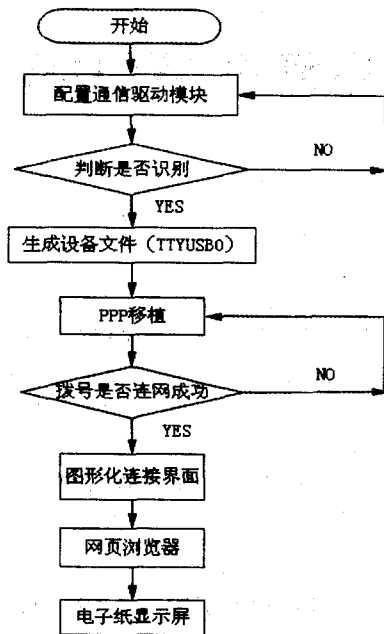 开始
配置通信驱动模块
判断是否识别
NO
YES
生成设备文件（TTYUSB0）
PPP移植
拨号是否连网成功
NO
YES
图形化连接界面
网页浏览器
电子纸显示屏